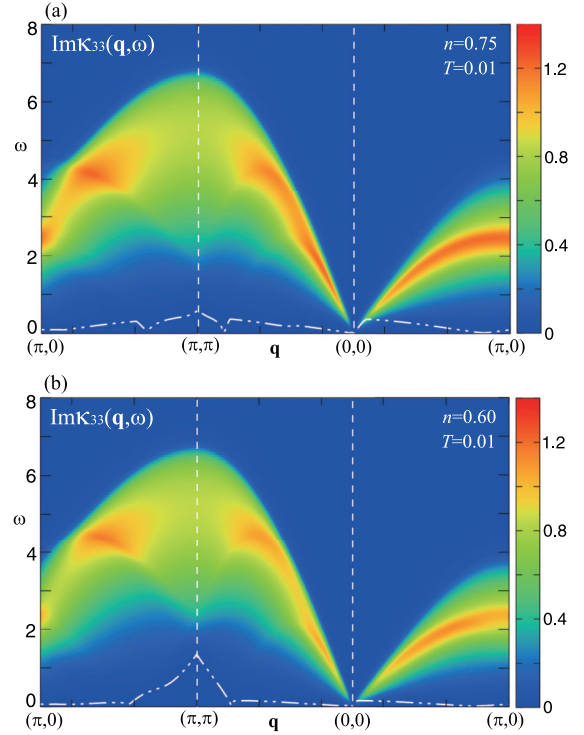 (a)
Imκ₃₃(q,ω)
n=0.75
T=0.01
8
6
4
2
0
ω
1.2
0.8
0.4
0
(π,0)
(π,π)
q
(0,0)
(π,0)
(b)
Imκ₃₃(q,ω)
n=0.60
T=0.01
8
6
4
2
0
ω
1.2
0.8
0.4
0
(π,0)
(π,π)
q
(0,0)
(π,0)